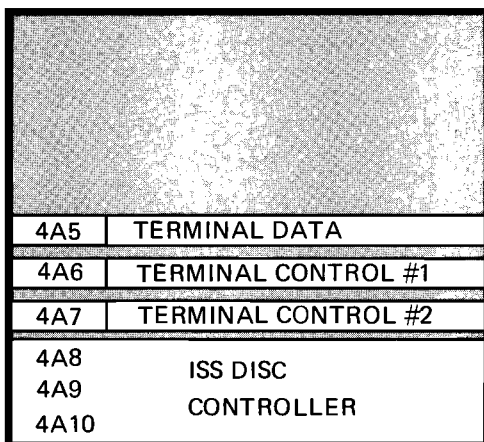 4A5 TERMINAL DATA
4A6 TERMINAL CONTROL #1
4A7 TERMINAL CONTROL #2
4A8
ISS DISC
4A9
CONTROLLER
4A10